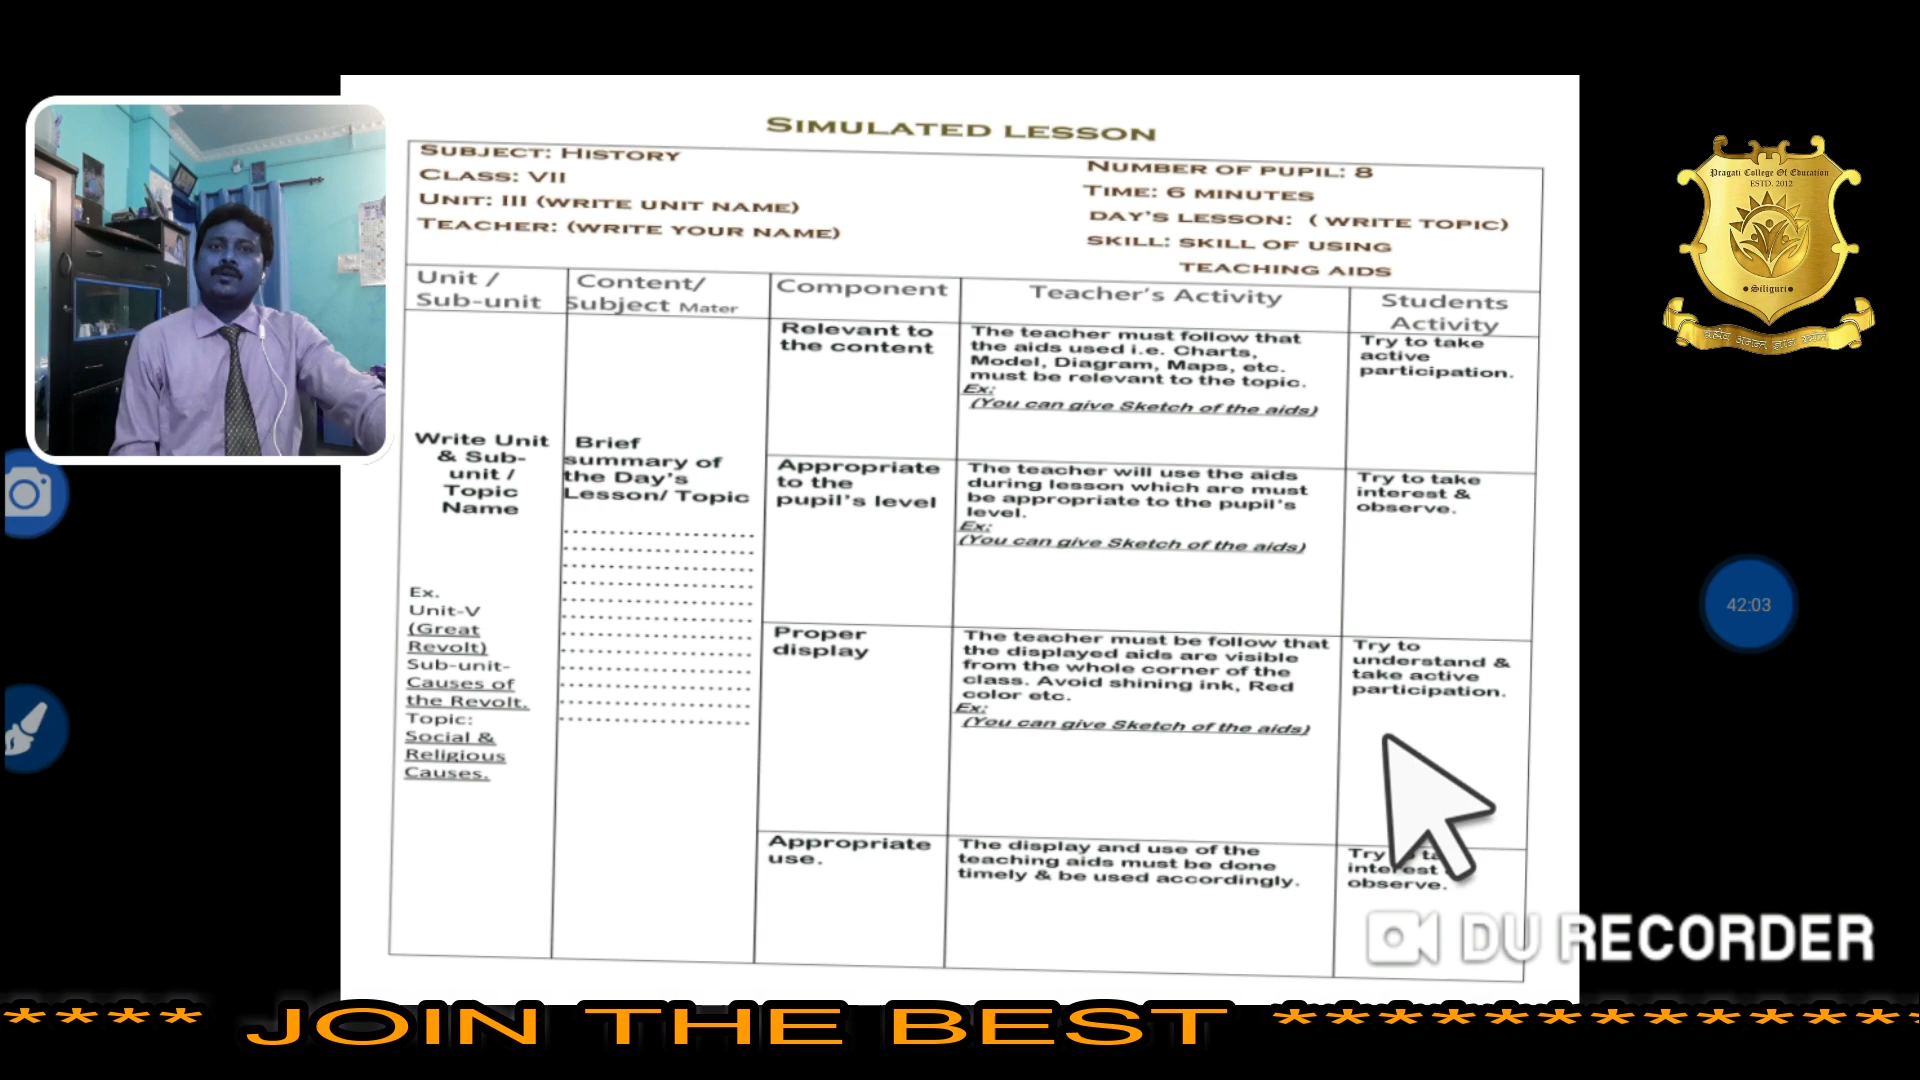 SIMULATED LESSON
SUBJECT: HISTORY
CLASS: VII
UNIT: III (WRITE UNIT NAME)
TEACHER: (WRITE YOUR NAME)
NUMBER OF PUPIL: 8
TIME: 6 MINUTES
DAY'S LESSON: ( WRITE TOPIC)
SKILL: SKILL OF USING
TEACHING AIDS
Unit /
Sub-unit
Content/
Subject Mater
Component
Teacher's Activity
Students
Activity
Write Unit
& Sub-
unit /
Topic
Name
Ex.
Unit-V
(Great
Revolt)
Sub-unit-
Causes of
the Revolt.
Topic:
Social &
Religious
Causes.
Brief
summary of
the Day's
Lesson/ Topic
Relevant to
the content
The teacher must follow that
the aids used i.e. Charts,
Model, Diagram, Maps, etc.
must be relevant to the topic.
Ex:
(You can give Sketch of the aids)
Try to take
active
participation.
Appropriate
to the
pupil's level
The teacher will use the aids
during lesson which are must
be appropriate to the pupil's
level.
Ex:
(You can give Sketch of the aids)
Try to take
interest &
observe.
Proper
display
The teacher must be follow that
the displayed aids are visible
from the whole corner of the
class. Avoid shining ink, Red
color etc.
Ex:
(You can give Sketch of the aids)
Try to
understand &
take active
participation.
Appropriate
use.
The display and use of the
teaching aids must be done
timely & be used accordingly.
Try
interest
observe.
Pragati College Of Education
ESTD. 2012
•Siliguri•
42:03
DU RECORDER
**** JOIN THE BEST *************